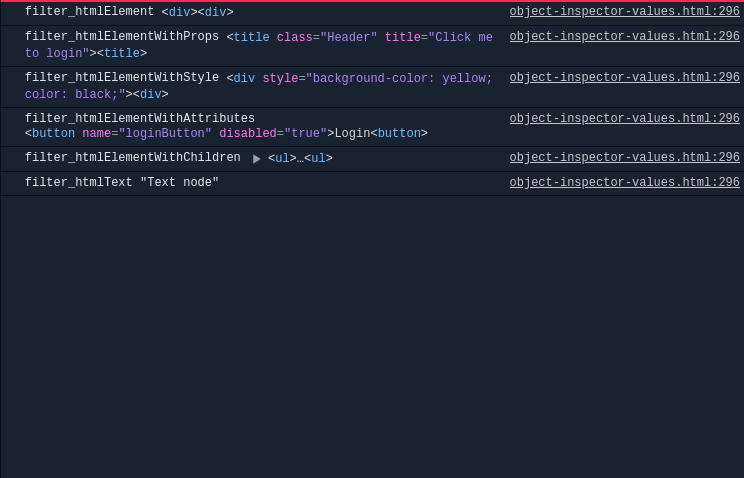 filter_htmlElement <div><div> object-inspector-values.html:296
filter_htmlElementWithProps <title class="Header" title="Click me object-inspector-values.html:296
to login"><title>
filter_htmlElementWithStyle <div style="background-color: yellow; object-inspector-values.html:296
color: black;"><div>
filter_htmlElementWithAttributes object-inspector-values.html:296
<button name="loginButton" disabled="true">Login<button>
filter_htmlElementWithChildren ▶ <ul>…<ul> object-inspector-values.html:296
filter_htmlText "Text node" object-inspector-values.html:296